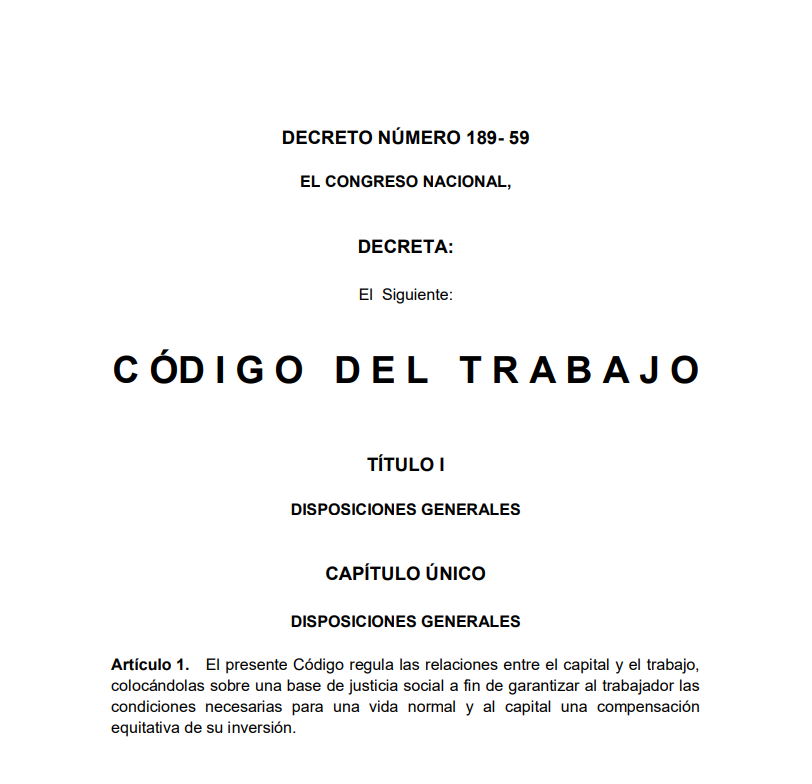 DECRETO NÚMERO 189- 59
EL CONGRESO NACIONAL,
DECRETA:
El Siguiente:
CÓDIGO DEL TRABAJO
TÍTULO I
DISPOSICIONES GENERALES
CAPÍTULO ÚNICO
DISPOSICIONES GENERALES
Artículo 1. El presente Código regula las relaciones entre el capital y el trabajo,
colocándolas sobre una base de justicia social a fin de garantizar al trabajador las
condiciones necesarias para una vida normal y al capital una compensación
equitativa de su inversión.